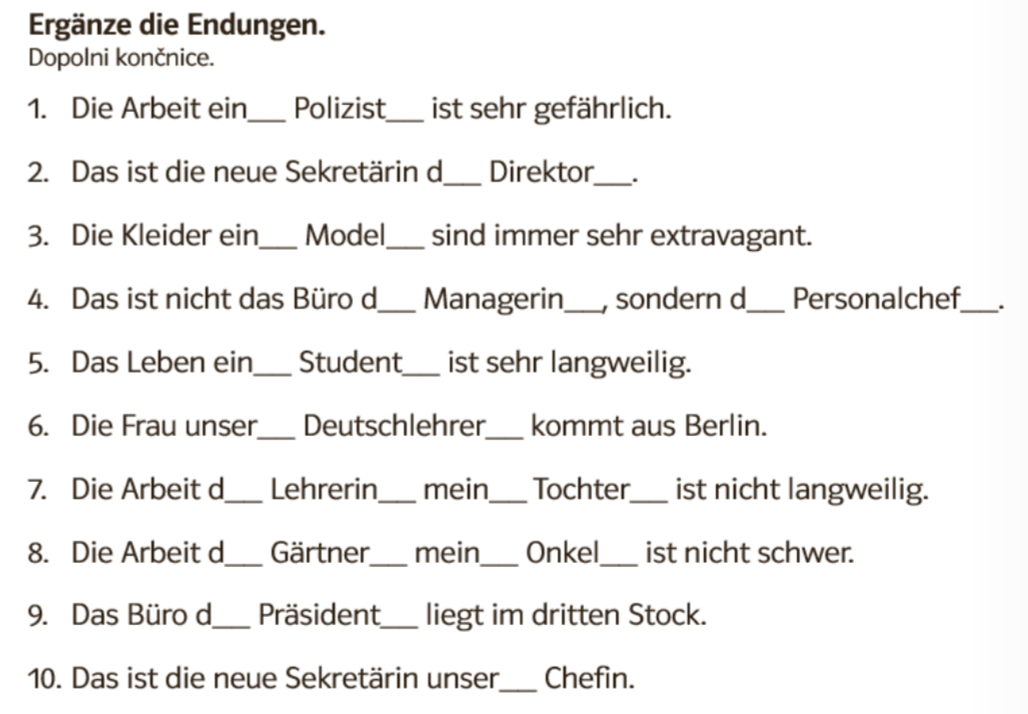 Ergänze die Endungen.
Dopolni končnice.
1. Die Arbeit ein___ Polizist___ ist sehr gefährlich.
2. Das ist die neue Sekretärin d___ Direktor___.
3. Die Kleider ein___ Model___ sind immer sehr extravagant.
4. Das ist nicht das Büro d___ Managerin___, sondern d___ Personalchef___.
5. Das Leben ein___ Student___ ist sehr langweilig.
6. Die Frau unser___ Deutschlehrer___ kommt aus Berlin.
7. Die Arbeit d___ Lehrerin___ mein___ Tochter___ ist nicht langweilig.
8. Die Arbeit d___ Gärtner___ mein___ Onkel___ ist nicht schwer.
9. Das Büro d___ Präsident___ liegt im dritten Stock.
10. Das ist die neue Sekretärin unser___ Chefin.